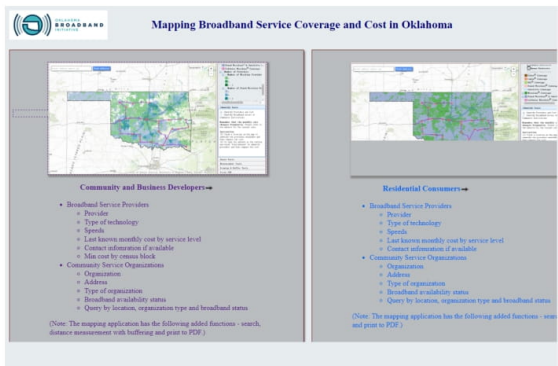 OKLAHOMA
BROADBAND
INITIATIVE
Mapping Broadband Service Coverage and Cost in Oklahoma
Community and Business Developers➡
• Broadband Service Providers
○ Provider
○ Type of technology
○ Speeds
○ Last known monthly cost by service level
○ Contact information if available
○ Min cost by census block
• Community Service Organizations
○ Organization
○ Address
○ Type of organization
○ Broadband availability status
○ Query by location, organization type and broadband status
(Note: The mapping application has the following added functions - search,
distance measurement with buffering and print to PDF.)
Residential Consumers➡
• Broadband Service Providers
○ Provider
○ Type of technology
○ Speeds
○ Last known monthly cost by service level
○ Contact information if available
• Community Service Organizations
○ Organization
○ Address
○ Type of organization
○ Broadband availability status
○ Query by location, organization type and broadband status
(Note: The mapping application has the following added functions - sear
and print to PDF.)